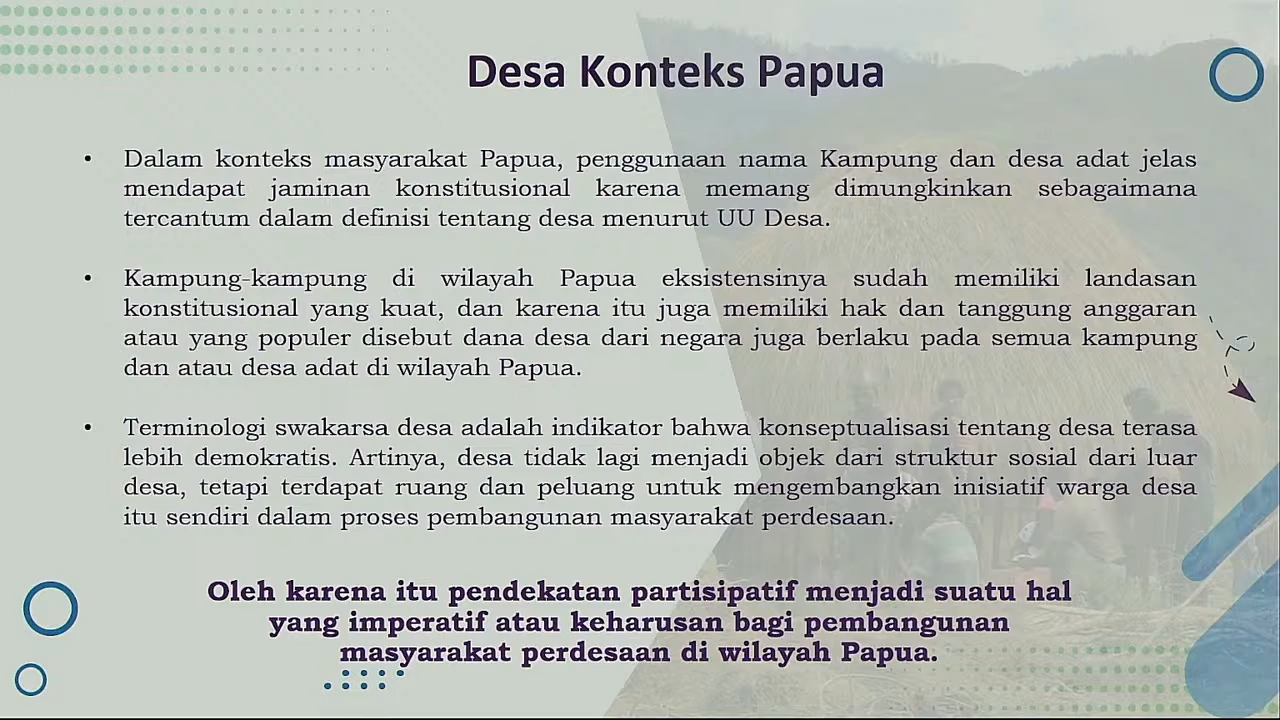 Desa Konteks Papua
• Dalam konteks masyarakat Papua, penggunaan nama Kampung dan desa adat jelas
mendapat jaminan konstitusional karena memang dimungkinkan sebagaimana
tercantum dalam definisi tentang desa menurut UU Desa.
• Kampung-kampung di wilayah Papua eksistensinya sudah memiliki landasan
konstitusional yang kuat, dan karena itu juga memiliki hak dan tanggung anggaran
atau yang populer disebut dana desa dari negara juga berlaku pada semua kampung
dan atau desa adat di wilayah Papua.
• Terminologi swakarsa desa adalah indikator bahwa konseptualisasi tentang desa terasa
lebih demokratis. Artinya, desa tidak lagi menjadi objek dari struktur sosial dari luar
desa, tetapi terdapat ruang dan peluang untuk mengembangkan inisiatif warga desa
itu sendiri dalam proses pembangunan masyarakat perdesaan.
Oleh karena itu pendekatan partisipatif menjadi suatu hal
yang imperatif atau keharusan bagi pembangunan
masyarakat perdesaan di wilayah Papua.